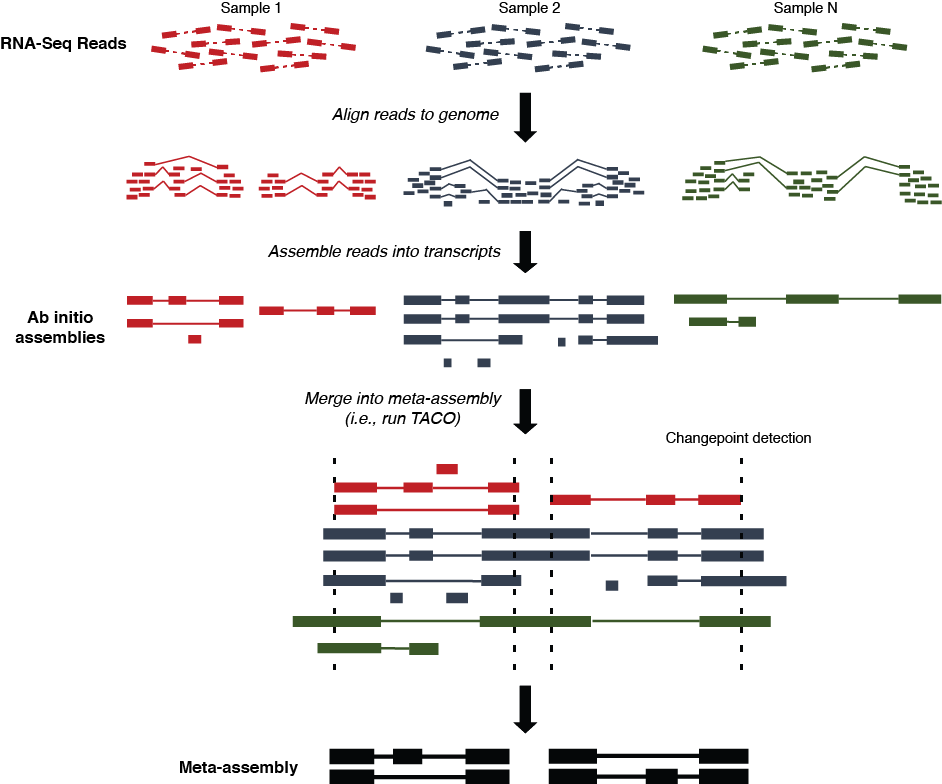 Sample 1
Sample 2
Sample N
RNA-Seq Reads
Align reads to genome
Assemble reads into transcripts
Ab initio
assemblies
Merge into meta-assembly
(i.e., run TACO)
Changepoint detection
Meta-assembly